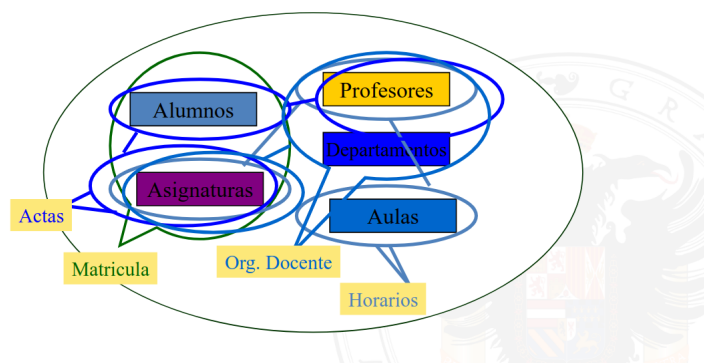 Profesores
Alumnos
Departamentos
Asignaturas
Aulas
Actas
Matricula
Org. Docente
Horarios
G R A